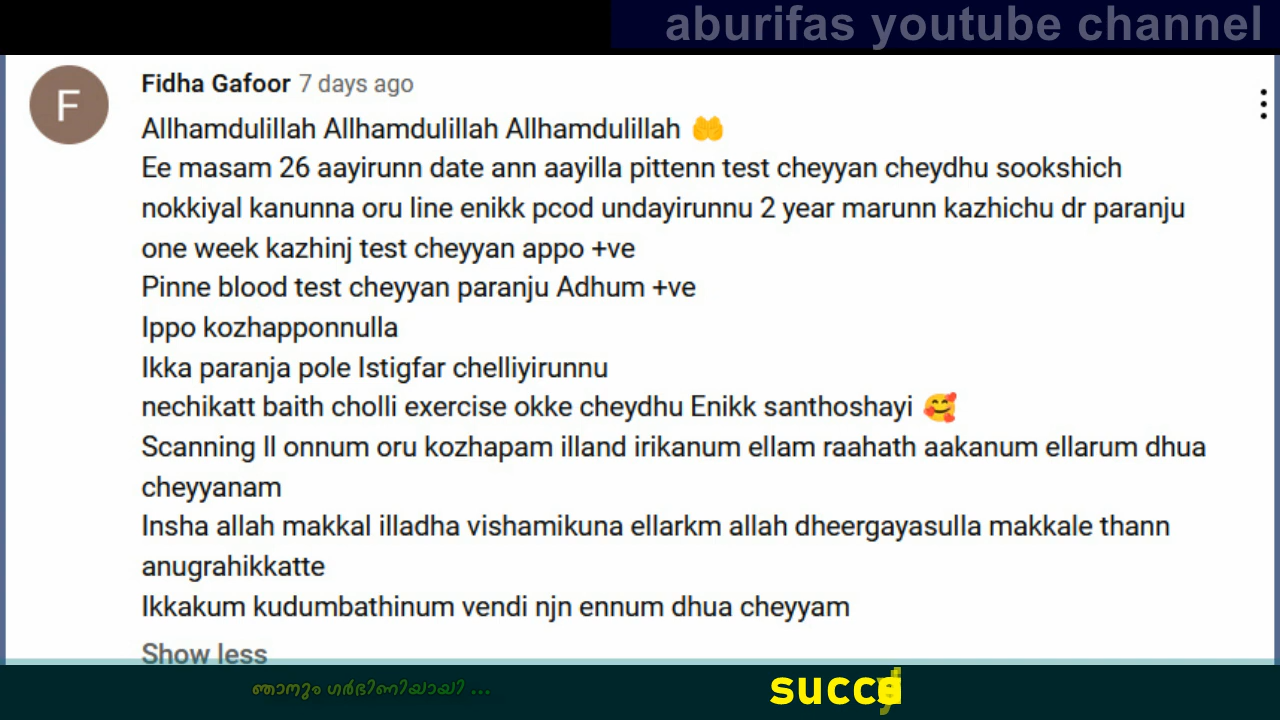 aburifas youtube channel
Fidha Gafoor 7 days ago
F
Allhamdulillah Allhamdulillah Allhamdulillah 🤲
Ee masam 26 aayirunn date ann aayilla pittenn test cheyyan cheydhu sookshich
nokkiyal kanunna oru line enikk pcod undayirunnu 2 year marunn kazhichu dr paranju
one week kazhinj test cheyyan appo +ve
Pinne blood test cheyyan paranju Adhum +ve
Ippo kozhapponnulla
Ikka paranja pole Istigfar chelliyirunnu
nechikatt baith cholli exercise okke cheydhu Enikk santhoshayi 🥰
Scanning ll onnum oru kozhapam illand irikanum ellam raahath aakanum ellarum dhua
cheyyanam
Insha allah makkal illadha vishamikuna ellarkm allah dheergayasulla makkale thann
anugrahikkatte
Ikkakum kudumbathinum vendi njn ennum dhua cheyyam
Show less
ഞാനും ഗർഭിണിയായി ...